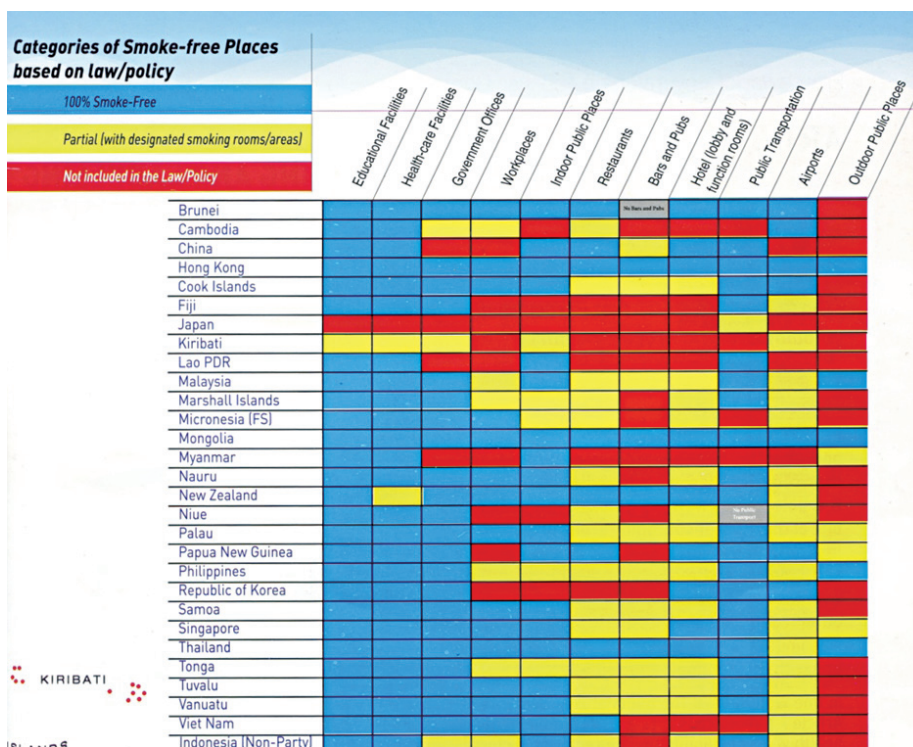 Categories of Smoke-free Places
based on law/policy
100% Smoke-Free
Partial (with designated smoking rooms/areas)
Not included in the Law/Policy
Educational Facilities
Health-care Facilities
Government Offices
Workplaces
Indoor Public Places
Restaurants
Bars and Pubs
Hotel (lobby and
function rooms)
Public Transportation
Airports
Outdoor Public Places
Brunei
No Bars and Pubs
Cambodia
China
Hong Kong
Cook Islands
Fiji
Japan
Kiribati
Lao PDR
Malaysia
Marshall Islands
Micronesia (FS)
Mongolia
Myanmar
Nauru
New Zealand
Niue
No Public
Transport
Palau
Papua New Guinea
Philippines
Republic of Korea
Samoa
Singapore
Thailand
Tonga
KIRIBATI
Tuvalu
Vanuatu
Viet Nam
Indonesia (Non-Party)